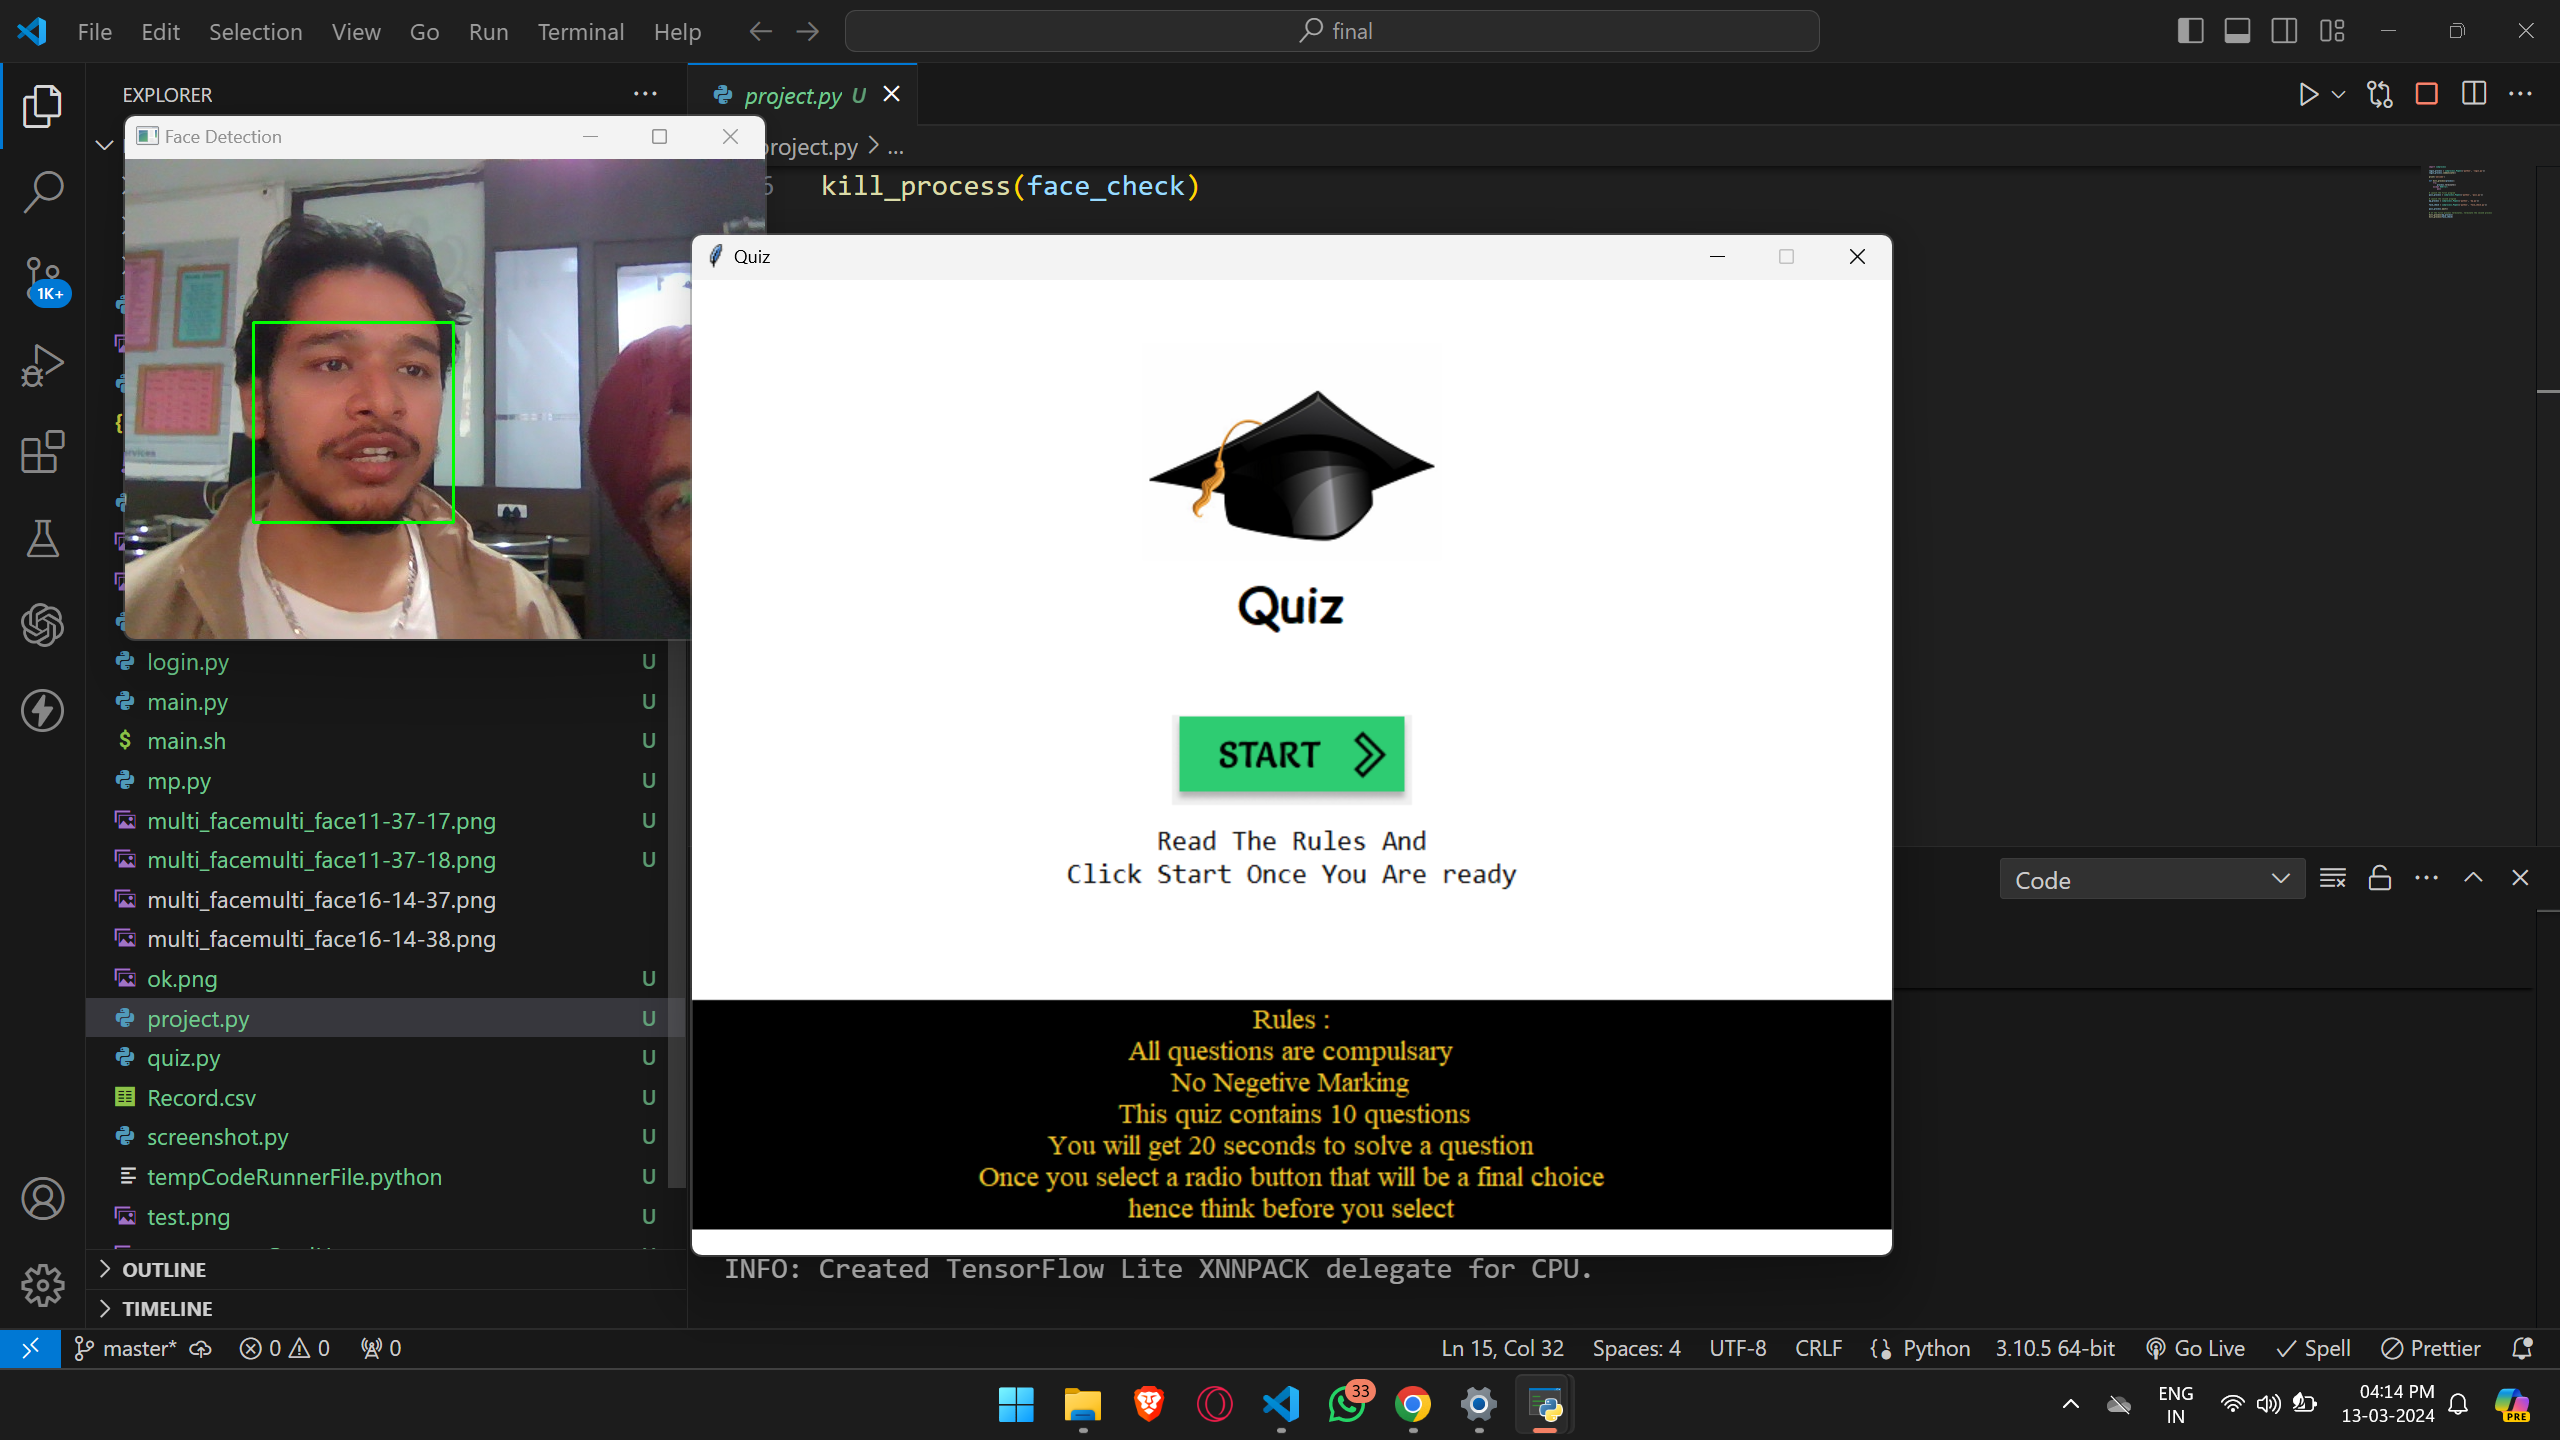 File Edit Selection View Go Run Terminal Help
final
EXPLORER
project.py U
Face Detection
project.py > ...
kill_process(face_check)
1K+
Quiz
Quiz
START
Read The Rules And
Click Start Once You Are ready
Rules :
All questions are compulsary
No Negetive Marking
This quiz contains 10 questions
You will get 20 seconds to solve a question
Once you select a radio button that will be a final choice
hence think before you select
login.py U
main.py U
main.sh U
mp.py U
multi_facemulti_face11-37-17.png U
multi_facemulti_face11-37-18.png U
multi_facemulti_face16-14-37.png
multi_facemulti_face16-14-38.png
ok.png U
project.py U
quiz.py U
Record.csv U
screenshot.py U
tempCodeRunnerFile.python U
test.png U
OUTLINE
TIMELINE
Code
INFO: Created TensorFlow Lite XNNPACK delegate for CPU.
master* 0 0 0
Ln 15, Col 32 Spaces: 4 UTF-8 CRLF Python 3.10.5 64-bit Go Live Spell Prettier
33
ENG
IN
04:14 PM
13-03-2024
PRE